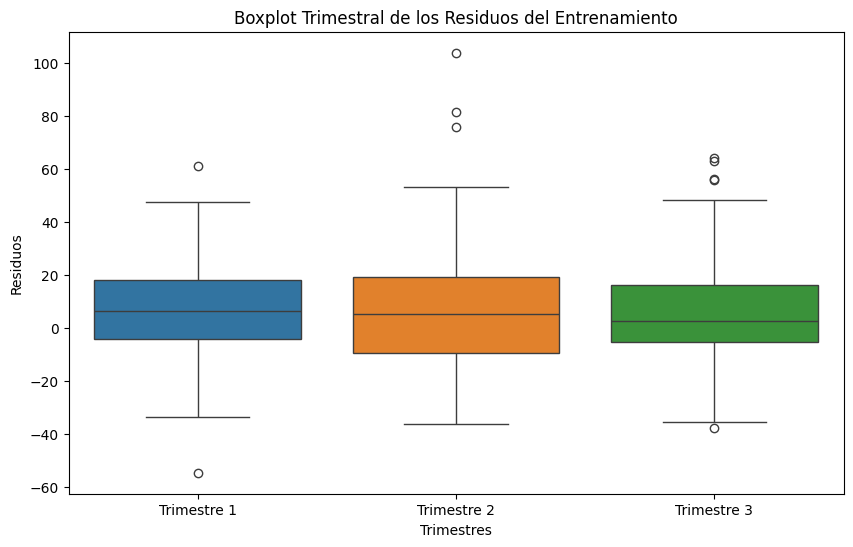 Boxplot Trimestral de los Residuos del Entrenamiento
Residuos
100
80
60
40
20
0
−20
−40
−60
Trimestre 1 Trimestre 2 Trimestre 3
Trimestres